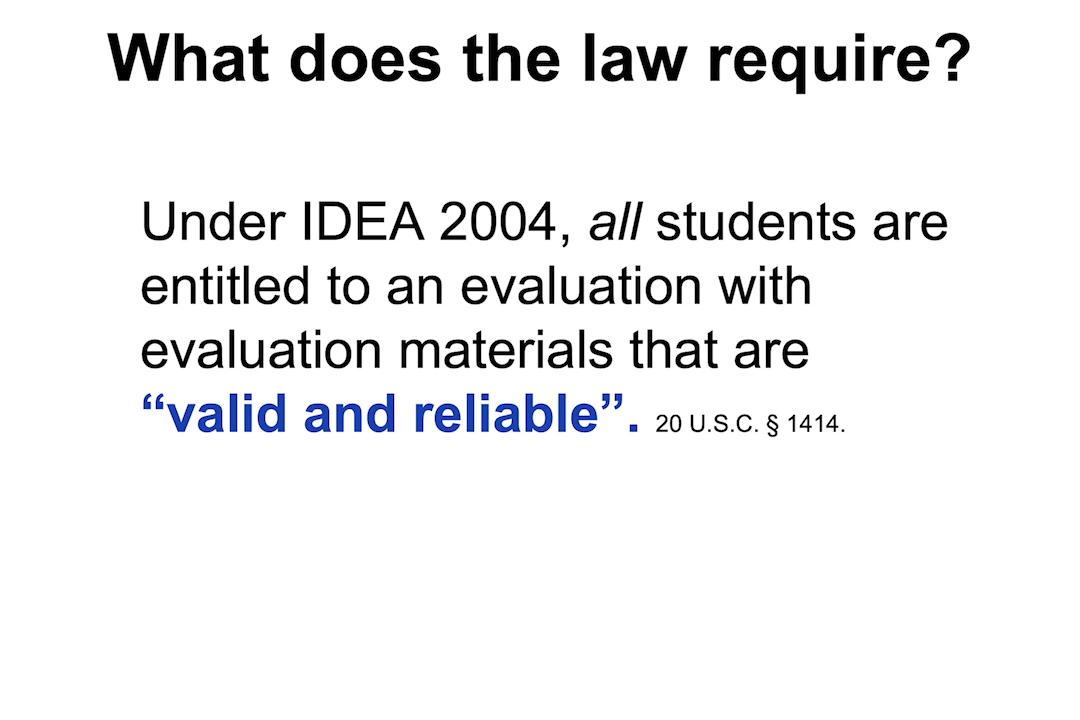 What does the law require?
Under IDEA 2004, all students are
entitled to an evaluation with
evaluation materials that are
“valid and reliable”. 20 U.S.C. § 1414.